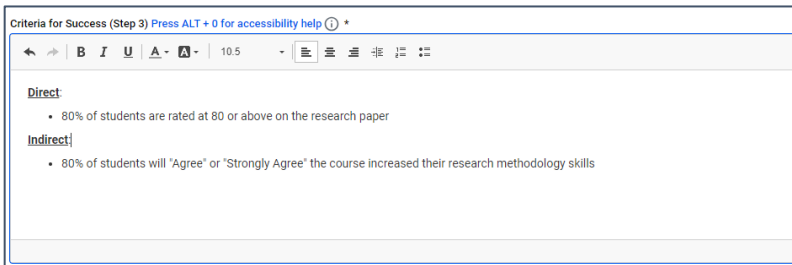 Criteria for Success (Step 3) Press ALT + 0 for accessibility help ⓘ *
B I U A A 10.5
Direct:
• 80% of students are rated at 80 or above on the research paper
Indirect:
• 80% of students will "Agree" or "Strongly Agree" the course increased their research methodology skills